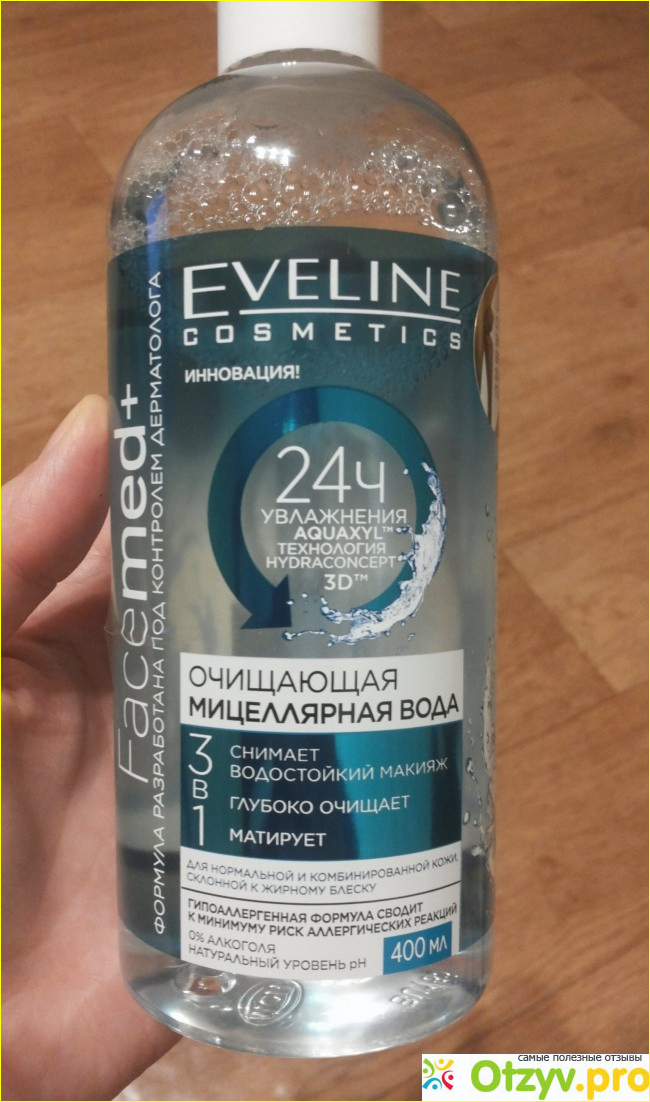 EVELINE
COSMETICS
ИННОВАЦИЯ!
24ч
УВЛАЖНЕНИЯ
AQUAXYL™
ТЕХНОЛОГИЯ
HYDRACONCEPT
3D™
Facemed+
ФОРМУЛА РАЗРАБОТАНА ПОД КОНТРОЛЕМ ДЕРМАТОЛОГА
ОЧИЩАЮЩАЯ
МИЦЕЛЛЯРНАЯ ВОДА
3 В 1
СНИМАЕТ
ВОДОСТОЙКИЙ МАКИЯЖ
ГЛУБОКО ОЧИЩАЕТ
МАТИРУЕТ
ДЛЯ НОРМАЛЬНОЙ И КОМБИНИРОВАННОЙ КОЖИ,
СКЛОННОЙ К ЖИРНОМУ БЛЕСКУ
ГИПОАЛЛЕРГЕННАЯ ФОРМУЛА СВОДИТ
К МИНИМУМУ РИСК АЛЛЕРГИЧЕСКИХ РЕАКЦИЙ
0% АЛКОГОЛЯ
НАТУРАЛЬНЫЙ УРОВЕНЬ pH
400 МЛ
самые полезные отзывы
Otzyv.pro